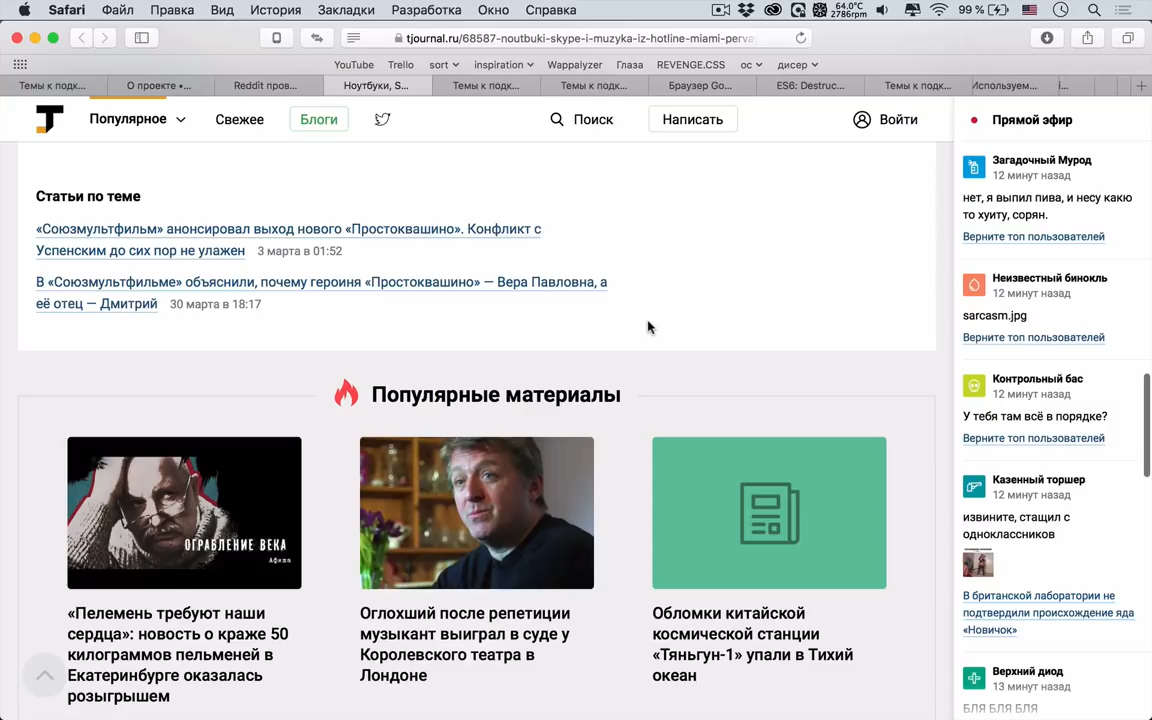 Safari Файл Правка Вид История Закладки Разработка Окно Справка 64.0°C 2786rpm 99 %
tjournal.ru/68587-noutbuki-skype-i-muzyka-iz-hotline-miami-perva
YouTube Trello sort inspiration Wappalyzer Глаза REVENGE.CSS ос дисер
Темы к подк... О проекте •... Reddit пров... Ноутбуки, S... Темы к подк... Темы к подк... Браузер Go... ES6: Destruc... Темы к подк... Используем... i...
Популярное Свежее Блоги Поиск Написать Войти
Статьи по теме
«Союзмультфильм» анонсировал выход нового «Простоквашино». Конфликт с
Успенским до сих пор не улажен 3 марта в 01:52
В «Союзмультфильме» объяснили, почему героиня «Простоквашино» — Вера Павловна, а
её отец — Дмитрий 30 марта в 18:17
Популярные материалы
ОГРАБЛЕНИЕ ВЕКА
Афиша
«Пелемень требуют наши
сердца»: новость о краже 50
килограммов пельменей в
Екатеринбурге оказалась
розыгрышем
Оглохший после репетиции
музыкант выиграл в суде у
Королевского театра в
Лондоне
Обломки китайской
космической станции
«Тяньгун-1» упали в Тихий
океан
Прямой эфир
Загадочный Мурод
12 минут назад
нет, я выпил пива, и несу какю
то хуиту, сорян.
Верните топ пользователей
Неизвестный бинокль
12 минут назад
sarcasm.jpg
Верните топ пользователей
Контрольный бас
12 минут назад
У тебя там всё в порядке?
Верните топ пользователей
Казенный торшер
12 минут назад
извините, стащил с
одноклассников
В британской лаборатории не
подтвердили происхождение яда
«Новичок»
Верхний диод
13 минут назад
БЛЯ БЛЯ БЛЯ